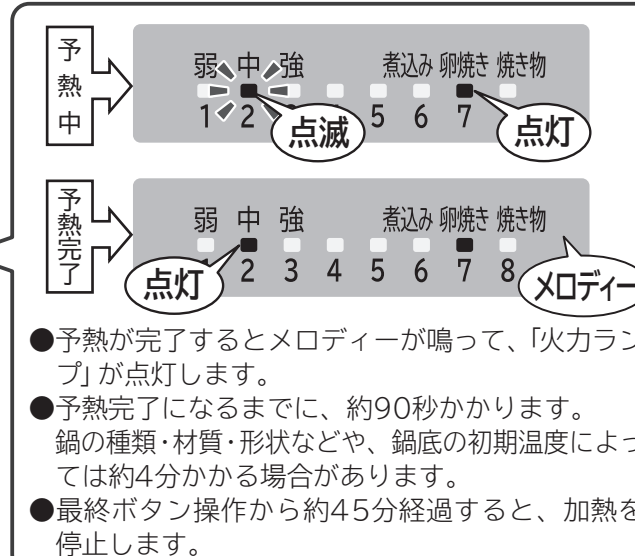 予熱中
弱 中 強 煮込み 卵焼き 焼き物
1 2 5 6 7
点滅
点灯
予熱完了
弱 中 強 煮込み 卵焼き 焼き物
2 3 4 5 6 7 8
点灯
メロディー
●予熱が完了するとメロディーが鳴って、「火力ラン
プ」が点灯します。
●予熱完了になるまでに、約90秒かかります。
鍋の種類・材質・形状などや、鍋底の初期温度によっ
ては約4分かかる場合があります。
●最終ボタン操作から約45分経過すると、加熱を
停止します。